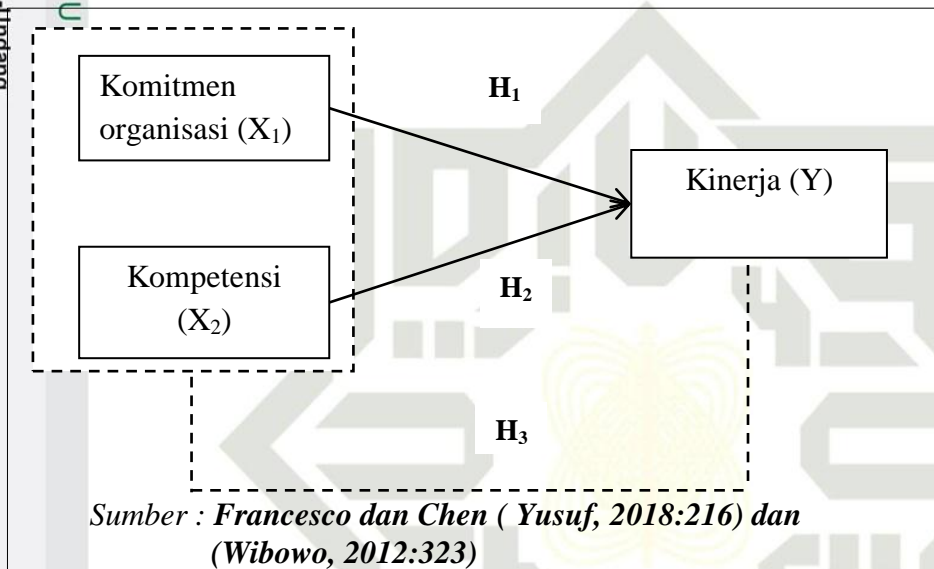 Komitmen
organisasi (X₁)
H₁
Kinerja (Y)
Kompetensi
(X₂)
H₂
H₃
Sumber : Francesco dan Chen ( Yusuf, 2018:216) dan
(Wibowo, 2012:323)